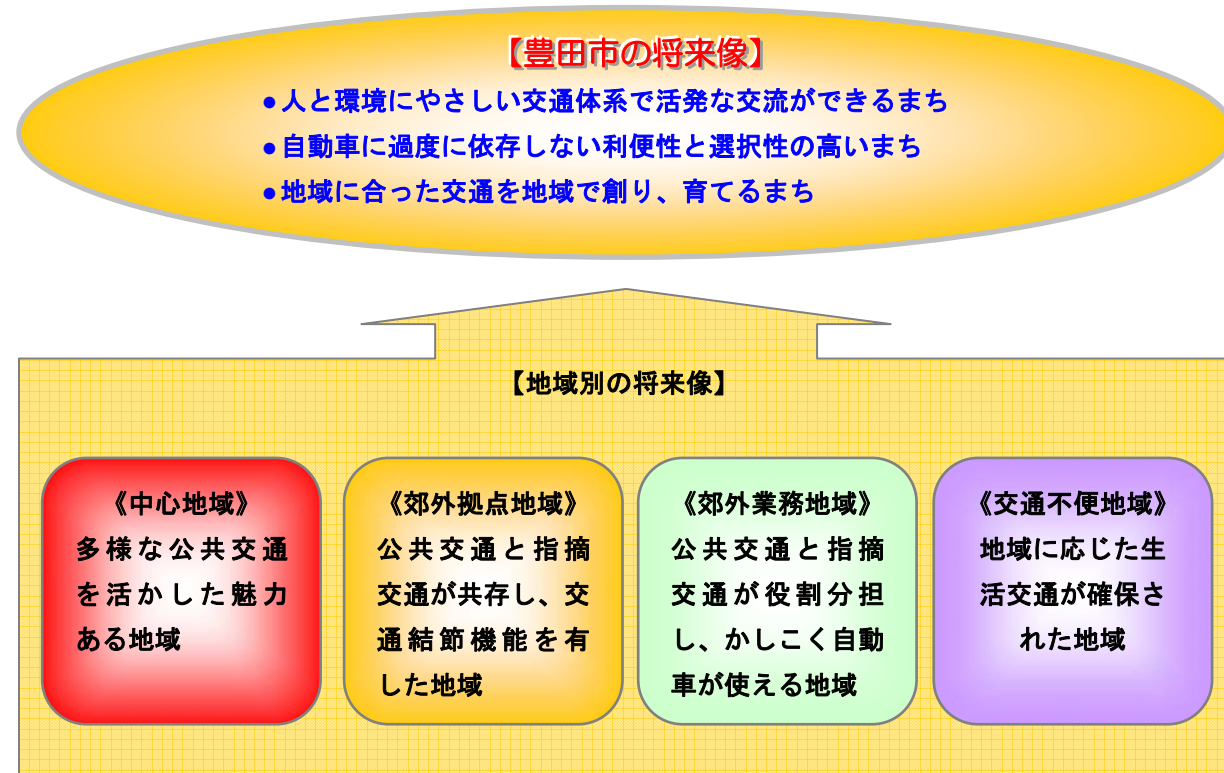 【豊田市の将来像】
●人と環境にやさしい交通体系で活発な交流ができるまち
●自動車に過度に依存しない利便性と選択性の高いまち
●地域に合った交通を地域で創り、育てるまち
【地域別の将来像】
《中心地域》
多様な公共交通
を活かした魅力
ある地域
《郊外拠点地域》
公共交通と指摘
交通が共存し、交
通結節機能を有
した地域
《郊外業務地域》
公共交通と指摘
交通が役割分担
し、かしこく自動
車が使える地域
《交通不便地域》
地域に応じた生
活交通が確保さ
れた地域